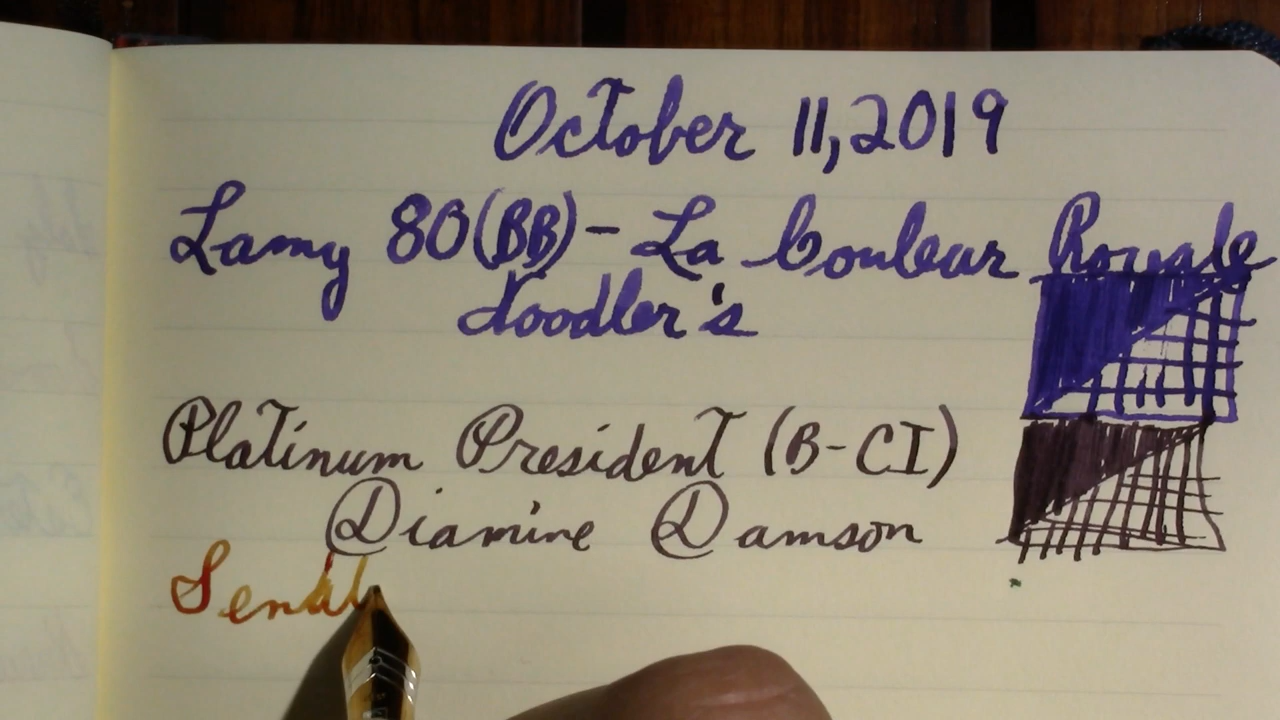 October 11, 2019
Lamy 80 (BB) - La Couleur Royale
Noodler's
Platinum President (B-CI)
Diamine Damson